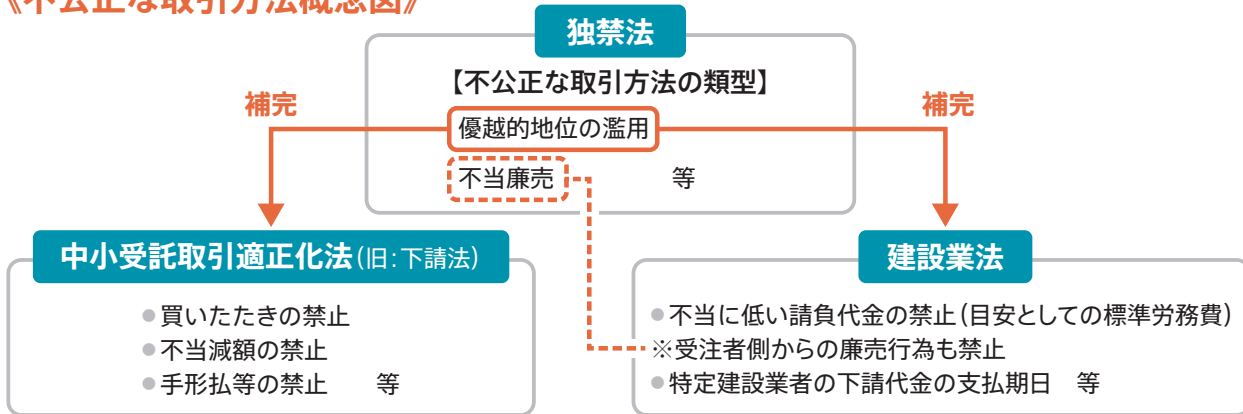 《不公正な取引方法概念図》
独禁法
【不公正な取引方法の類型】
補完
優越的地位の濫用
補完
不当廉売 等
中小受託取引適正化法(旧:下請法)
●買いたたきの禁止
●不当減額の禁止
●手形払等の禁止 等
建設業法
●不当に低い請負代金の禁止(目安としての標準労務費)
※受注者側からの廉売行為も禁止
●特定建設業者の下請代金の支払期日 等